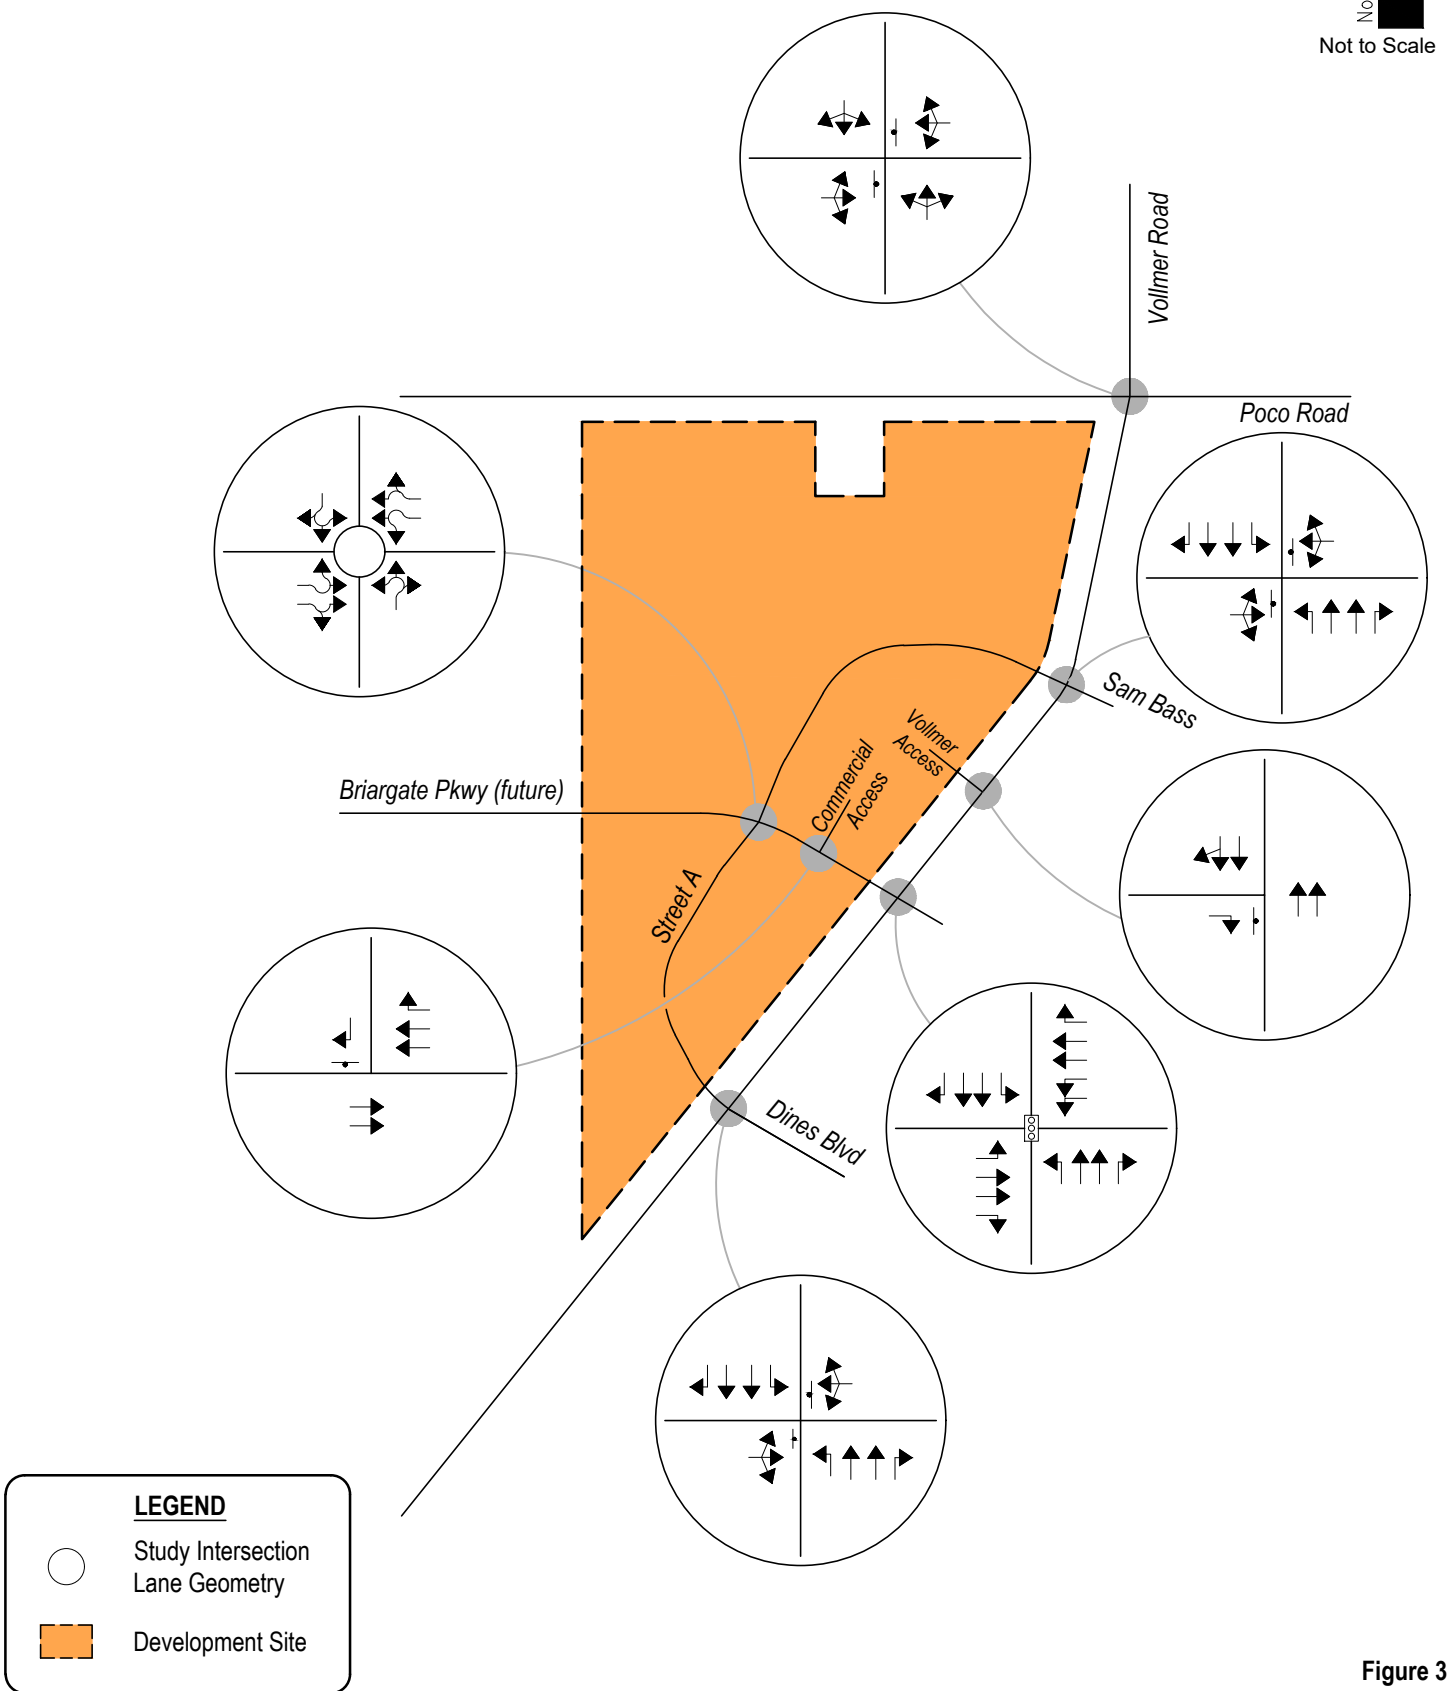 No
Not to Scale
Vollmer Road
Poco Road
Sam Bass
Vollmer
Access
Commercial
Access
Briargate Pkwy (future)
Street A
Dines Blvd
LEGEND
Study Intersection
Lane Geometry
Development Site
Figure 3